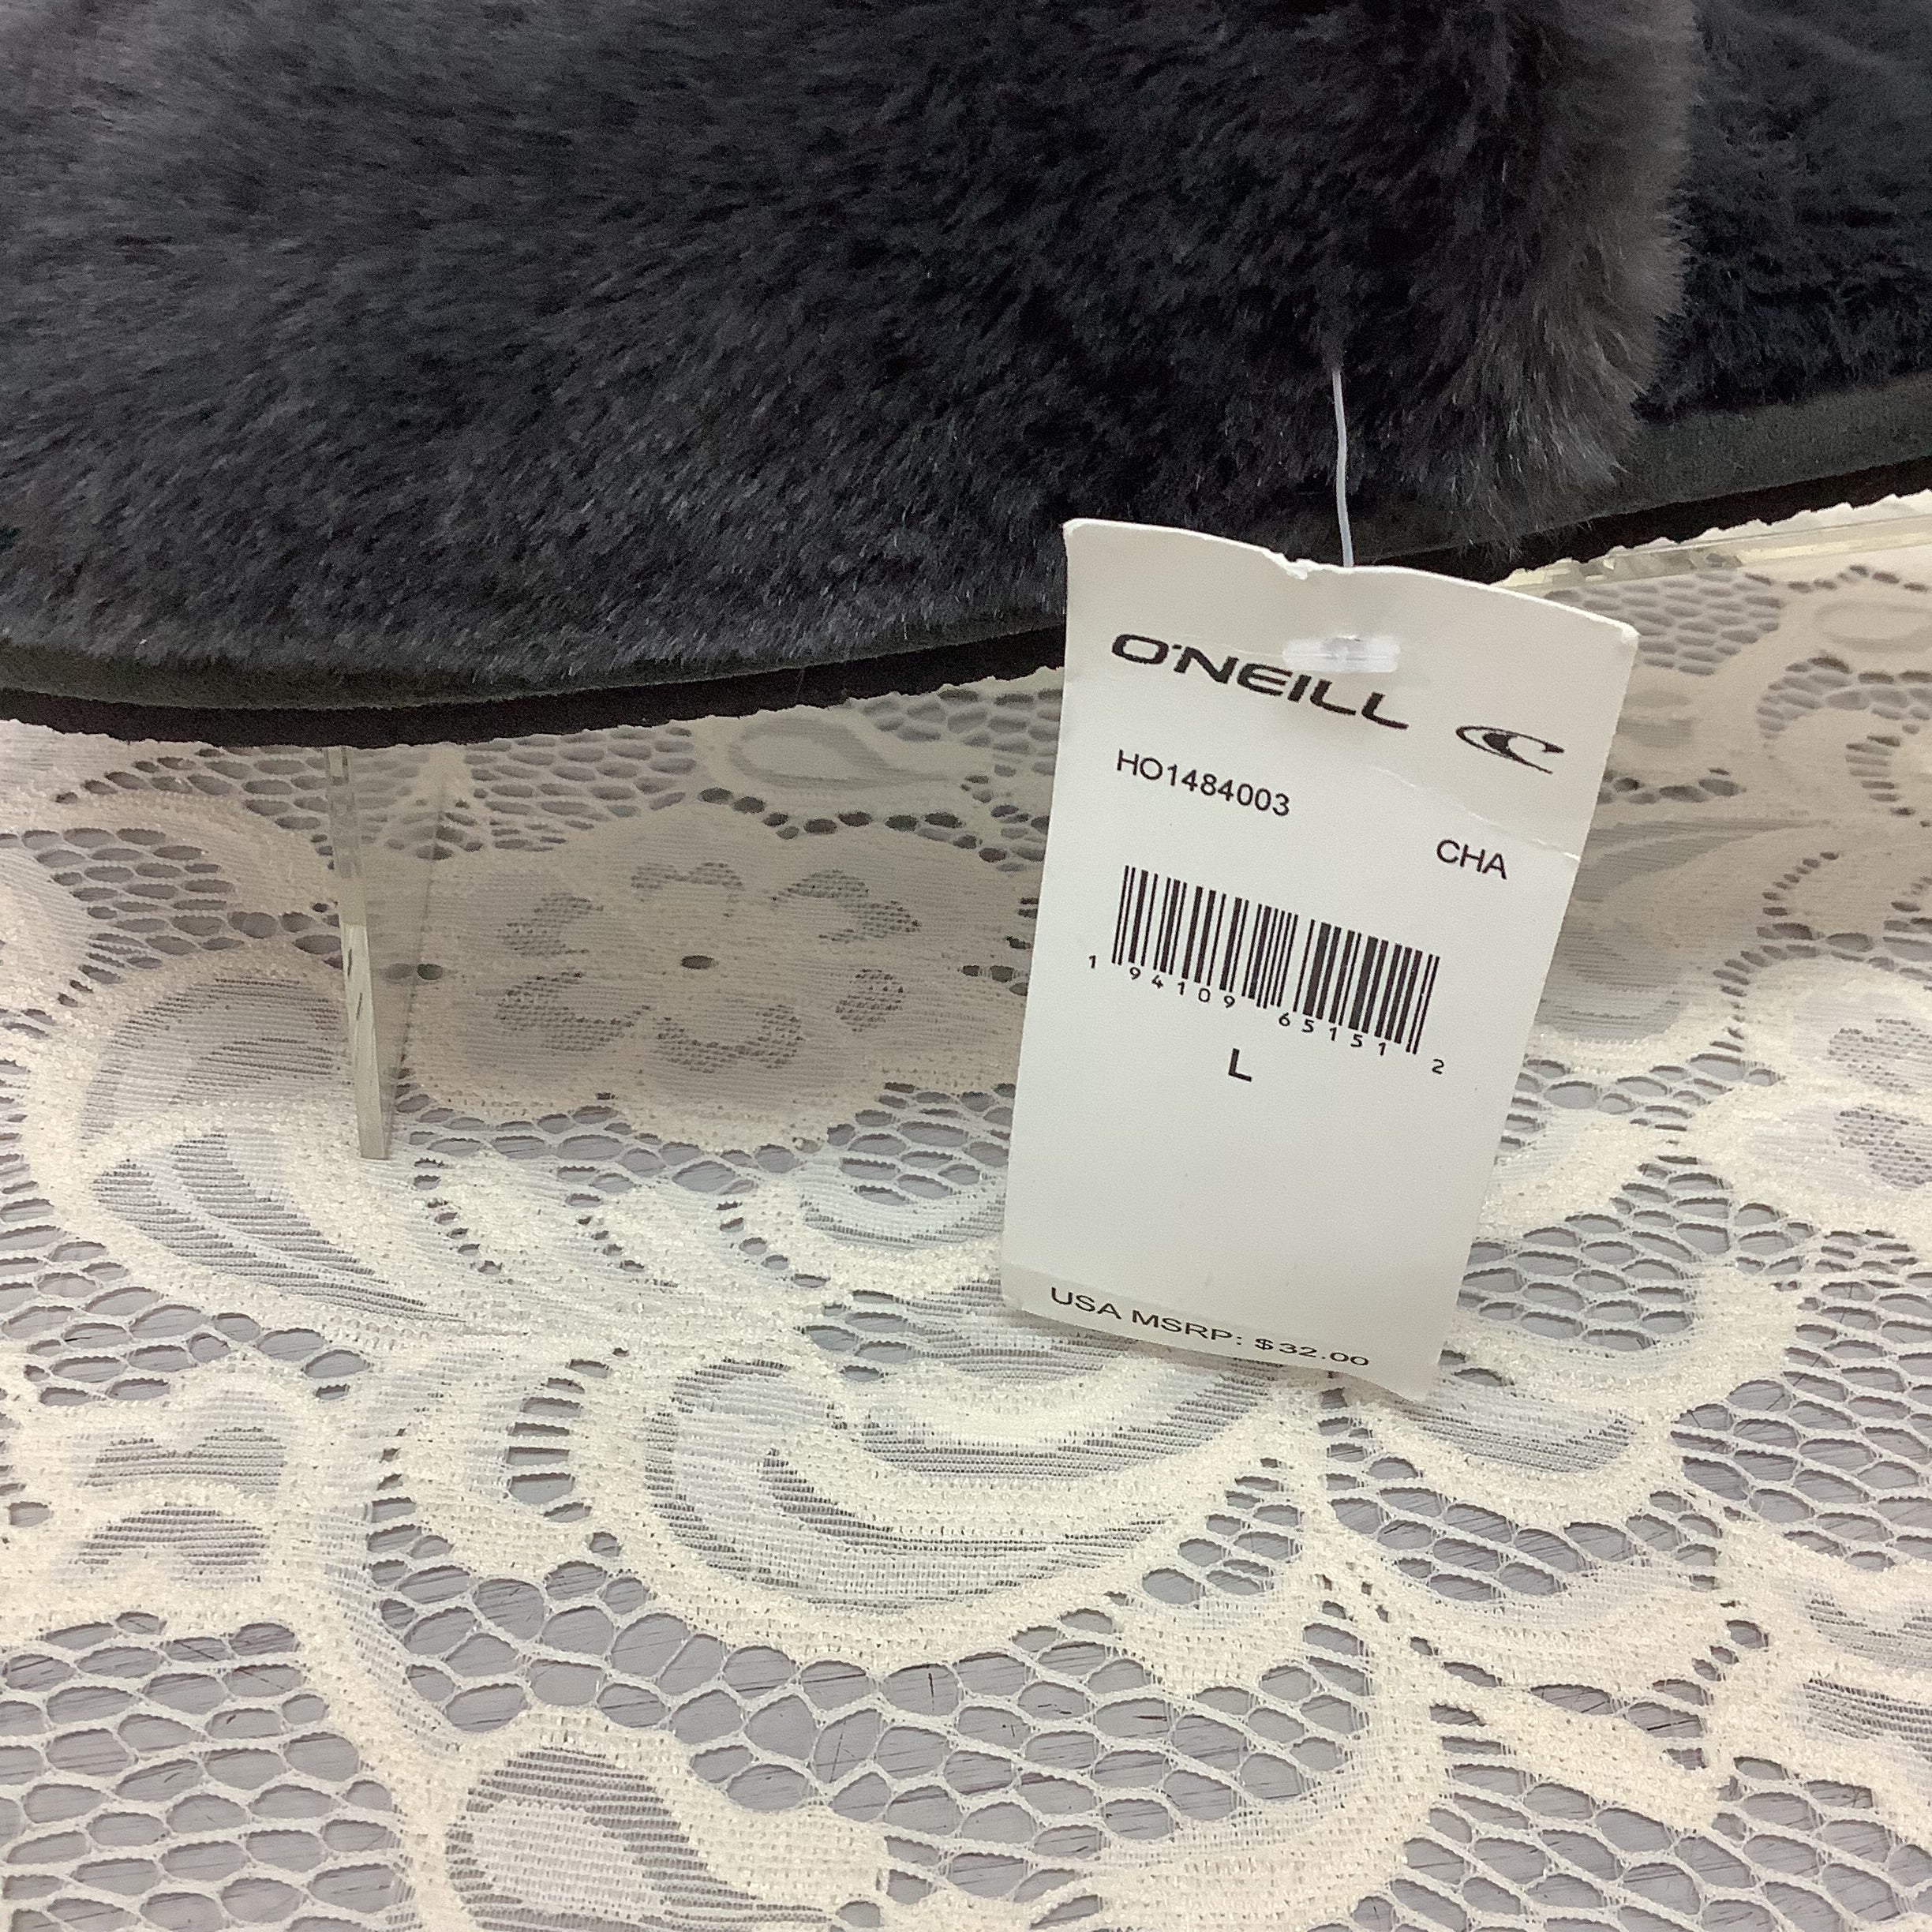 O'NEILL
HO1484003
CHA
1 94109 65151 2
L
USA MSRP: $32.00